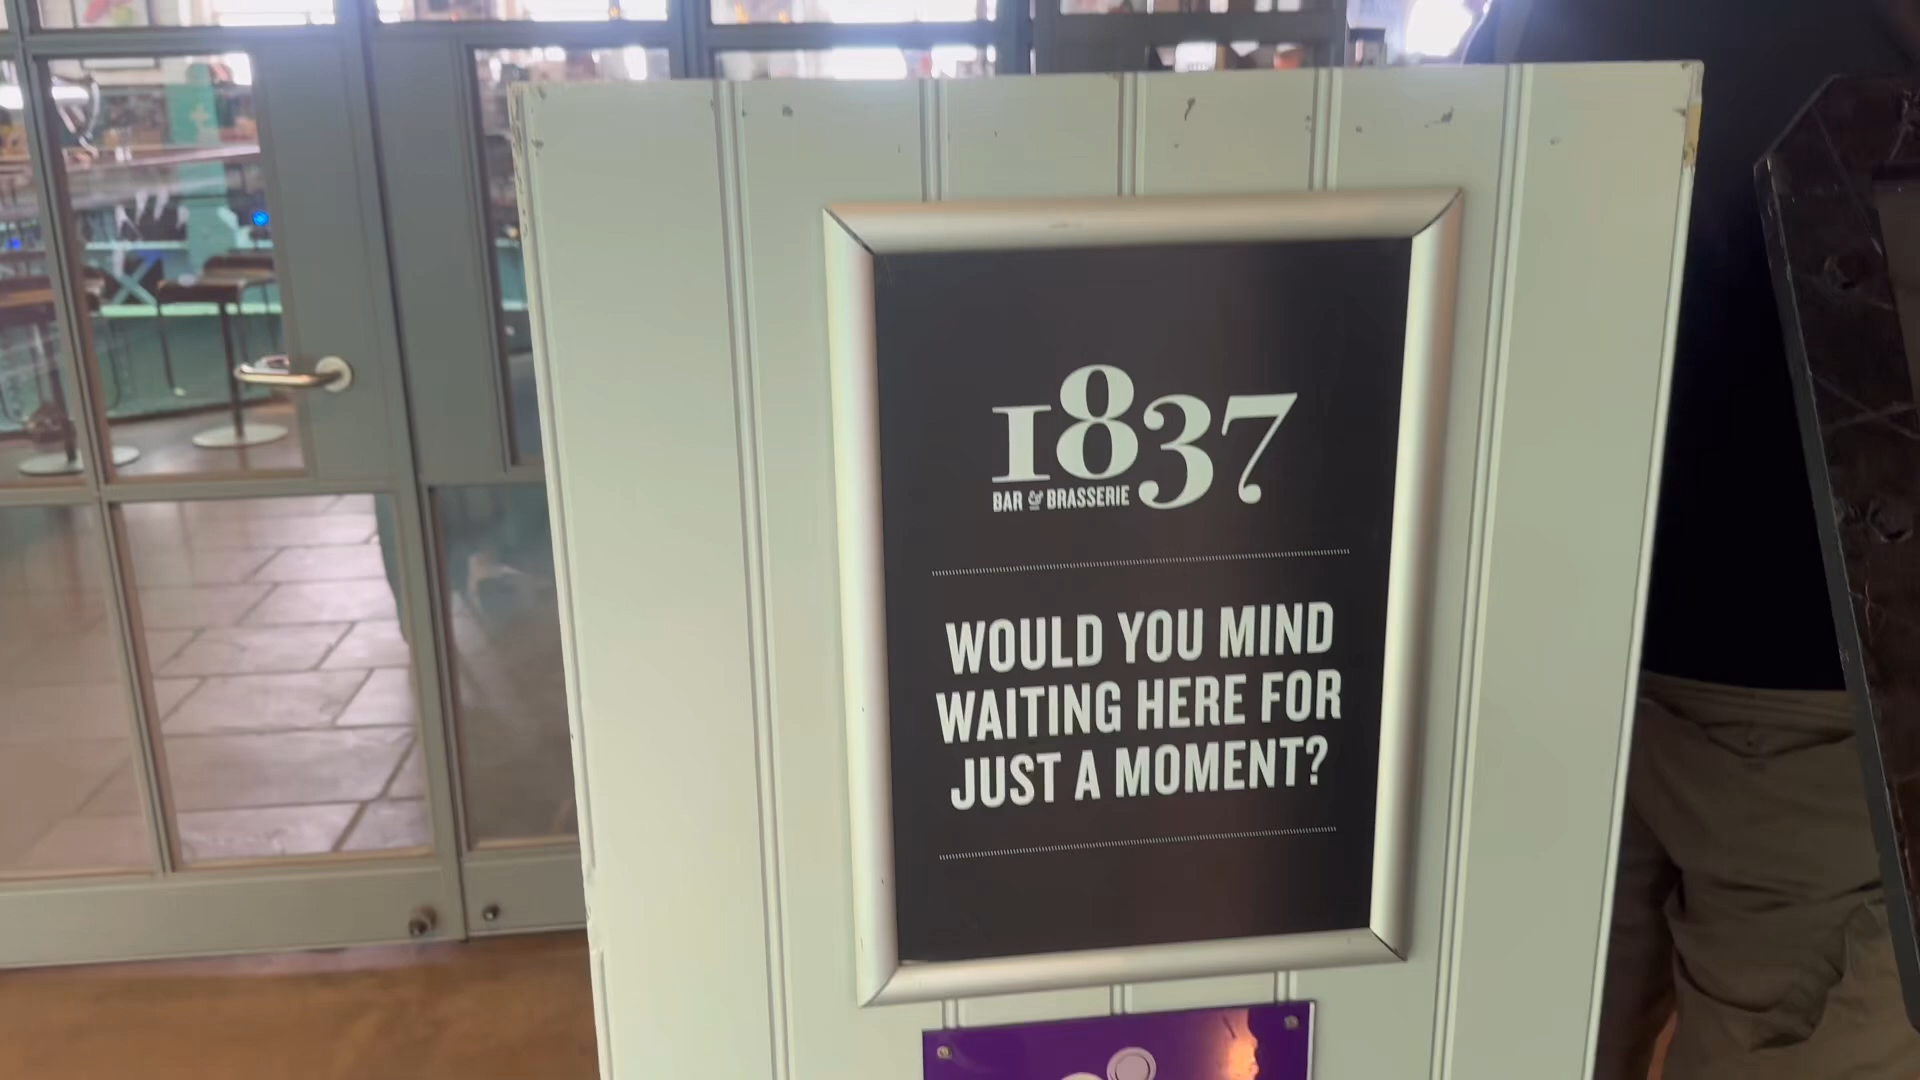 1837
BAR & BRASSERIE
WOULD YOU MIND
WAITING HERE FOR
JUST A MOMENT?